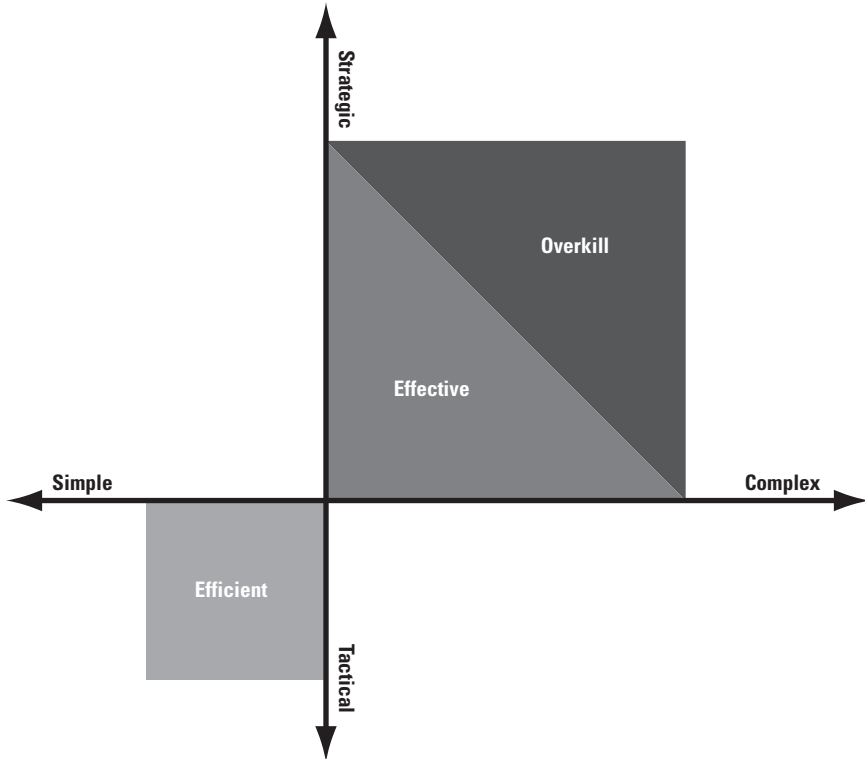 Strategic
Overkill
Effective
Simple
Complex
Efficient
Tactical